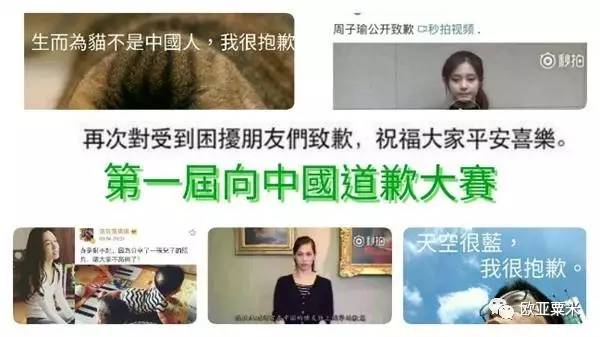 生而為貓不是中國人，我很抱歉
周子瑜公开致歉 秒拍视频 .
秒拍
再次對受到困擾朋友們致歉，祝福大家平安喜樂。
第一屆向中國道歉大賽
秒拍
天空很藍，
我很抱歉。
欧亚粟米